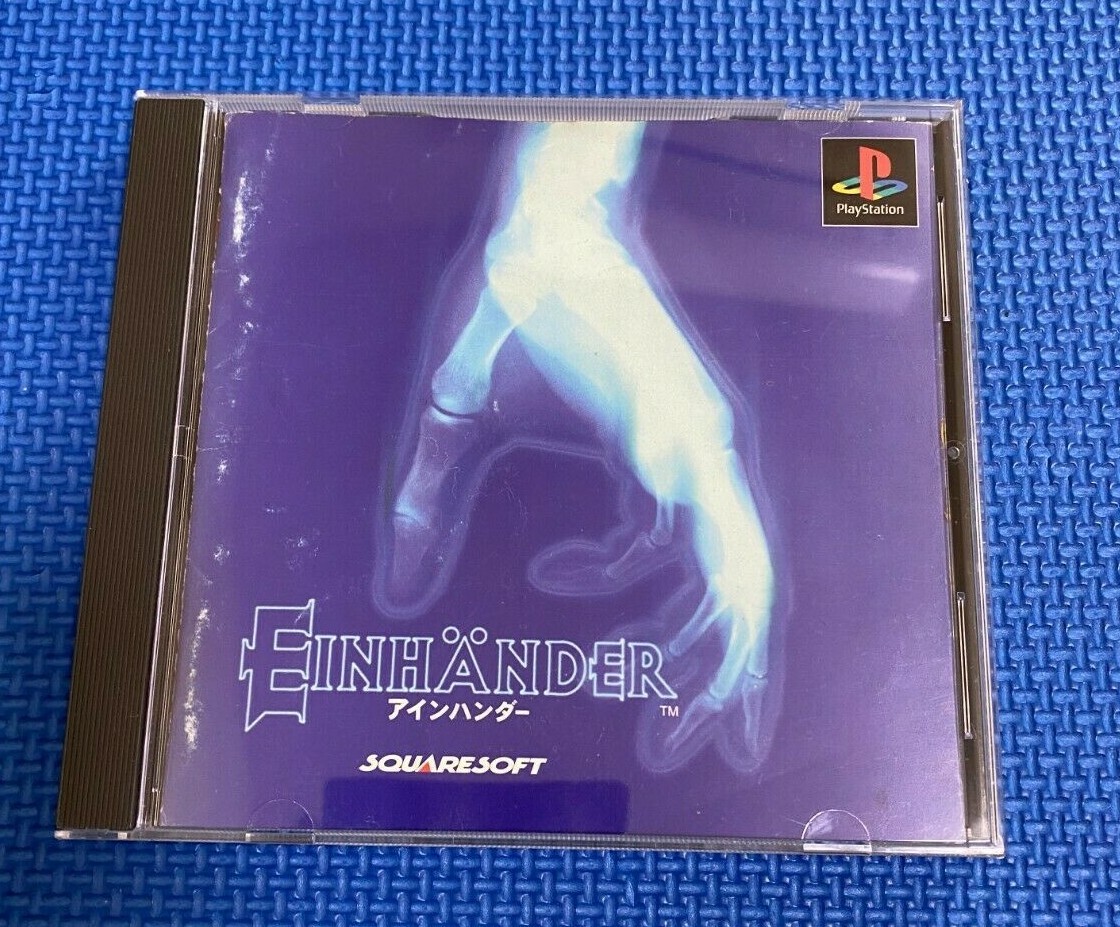 PlayStation
EINHÄNDER
アインハンダー
TM
SQUARESOFT